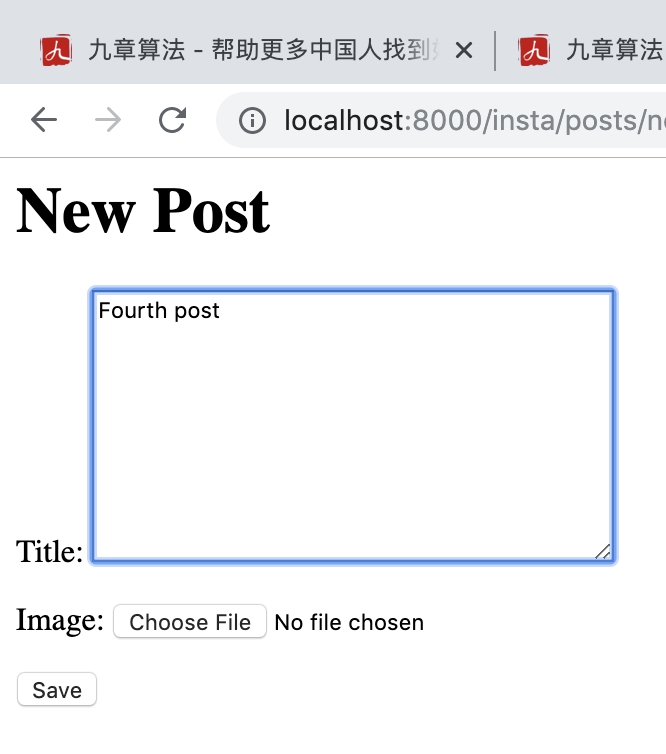 九章算法 - 帮助更多中国人找到
九章算法
localhost:8000/insta/posts/n
New Post
Fourth post
Title:
Image: Choose File No file chosen
Save